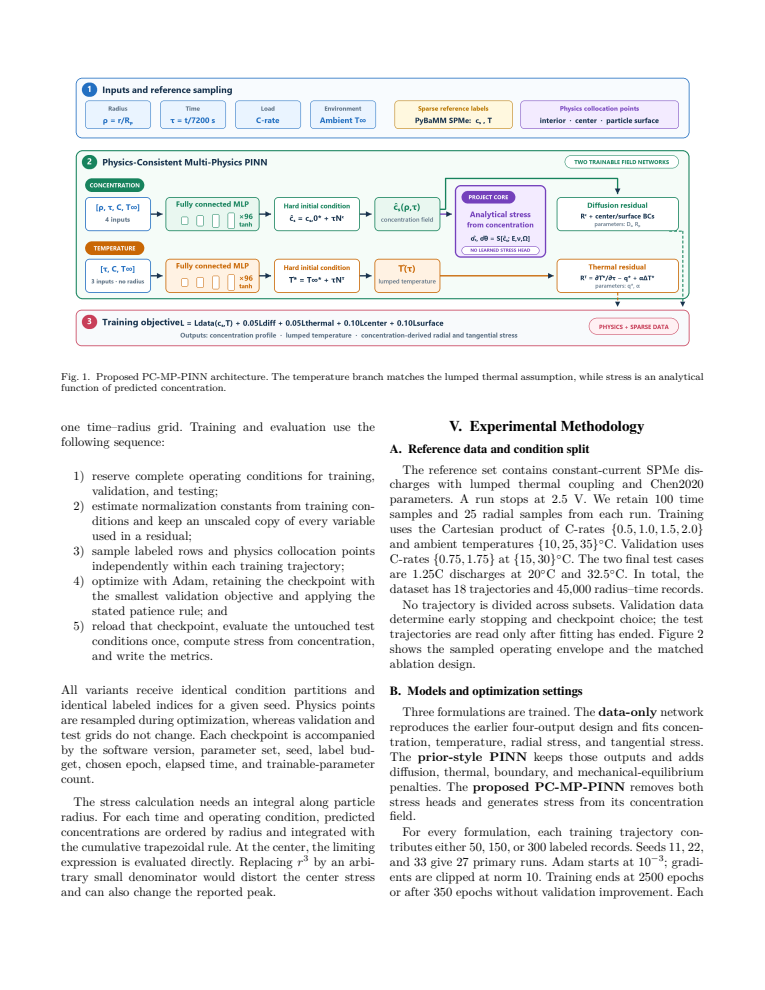 1 Inputs and reference sampling
Radius
ρ = r/Rₚ
Time
τ = t/7200 s
Load
C-rate
Environment
Ambient T∞
Sparse reference labels
PyBaMM SPMe: cₛ , T
Physics collocation points
interior · center · particle surface
2 Physics-Consistent Multi-Physics PINN
TWO TRAINABLE FIELD NETWORKS
CONCENTRATION
[ρ, τ, C, T∞]
4 inputs
Fully connected MLP
×96
tanh
Hard initial condition
concentration field
PROJECT CORE
Analytical stress
from concentration
NO LEARNED STRESS HEAD
Diffusion residual
Rᶜ + center/surface BCs
parameters: Dₛ Rₚ
TEMPERATURE
[τ, C, T∞]
3 inputs · no radius
Fully connected MLP
×96
tanh
Hard initial condition
T* = T∞* + τNᵀ
lumped temperature
Thermal residual
Rᵀ = ∂T*/∂τ − q* + αΔT*
parameters: q*, α
3 Training objective L = Ldata(cₛ,T) + 0.05Ldiff + 0.05Lthermal + 0.10Lcenter + 0.10Lsurface
Outputs: concentration profile · lumped temperature · concentration-derived radial and tangential stress
PHYSICS + SPARSE DATA
Fig. 1. Proposed PC-MP-PINN architecture. The temperature branch matches the lumped thermal assumption, while stress is an analytical
function of predicted concentration.
one time–radius grid. Training and evaluation use the
following sequence:
1) reserve complete operating conditions for training,
validation, and testing;
2) estimate normalization constants from training con-
ditions and keep an unscaled copy of every variable
used in a residual;
3) sample labeled rows and physics collocation points
independently within each training trajectory;
4) optimize with Adam, retaining the checkpoint with
the smallest validation objective and applying the
stated patience rule; and
5) reload that checkpoint, evaluate the untouched test
conditions once, compute stress from concentration,
and write the metrics.
All variants receive identical condition partitions and
identical labeled indices for a given seed. Physics points
are resampled during optimization, whereas validation and
test grids do not change. Each checkpoint is accompanied
by the software version, parameter set, seed, label bud-
get, chosen epoch, elapsed time, and trainable-parameter
count.
The stress calculation needs an integral along particle
radius. For each time and operating condition, predicted
concentrations are ordered by radius and integrated with
the cumulative trapezoidal rule. At the center, the limiting
expression is evaluated directly. Replacing r³ by an arbi-
trary small denominator would distort the center stress
and can also change the reported peak.
V. Experimental Methodology
A. Reference data and condition split
The reference set contains constant-current SPMe dis-
charges with lumped thermal coupling and Chen2020
parameters. A run stops at 2.5 V. We retain 100 time
samples and 25 radial samples from each run. Training
uses the Cartesian product of C-rates {0.5, 1.0, 1.5, 2.0}
and ambient temperatures {10, 25, 35}°C. Validation uses
C-rates {0.75, 1.75} at {15, 30}°C. The two final test cases
are 1.25C discharges at 20°C and 32.5°C. In total, the
dataset has 18 trajectories and 45,000 radius–time records.
No trajectory is divided across subsets. Validation data
determine early stopping and checkpoint choice; the test
trajectories are read only after fitting has ended. Figure 2
shows the sampled operating envelope and the matched
ablation design.
B. Models and optimization settings
Three formulations are trained. The data-only network
reproduces the earlier four-output design and fits concen-
tration, temperature, radial stress, and tangential stress.
The prior-style PINN keeps those outputs and adds
diffusion, thermal, boundary, and mechanical-equilibrium
penalties. The proposed PC-MP-PINN removes both
stress heads and generates stress from its concentration
field.
For every formulation, each training trajectory con-
tributes either 50, 150, or 300 labeled records. Seeds 11, 22,
and 33 give 27 primary runs. Adam starts at 10⁻³; gradi-
ents are clipped at norm 10. Training ends at 2500 epochs
or after 350 epochs without validation improvement. Each